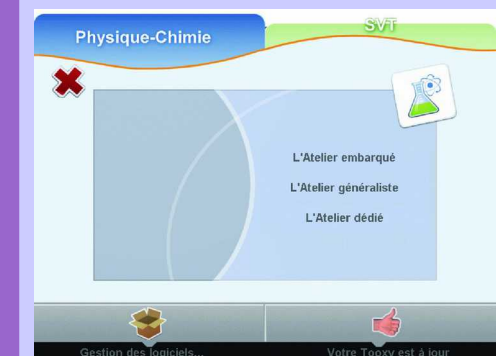 Physique-Chimie
SVT
L'Atelier embarqué
L'Atelier généraliste
L'Atelier dédié
Gestion des logiciels...
Votre Tooxy est à jour